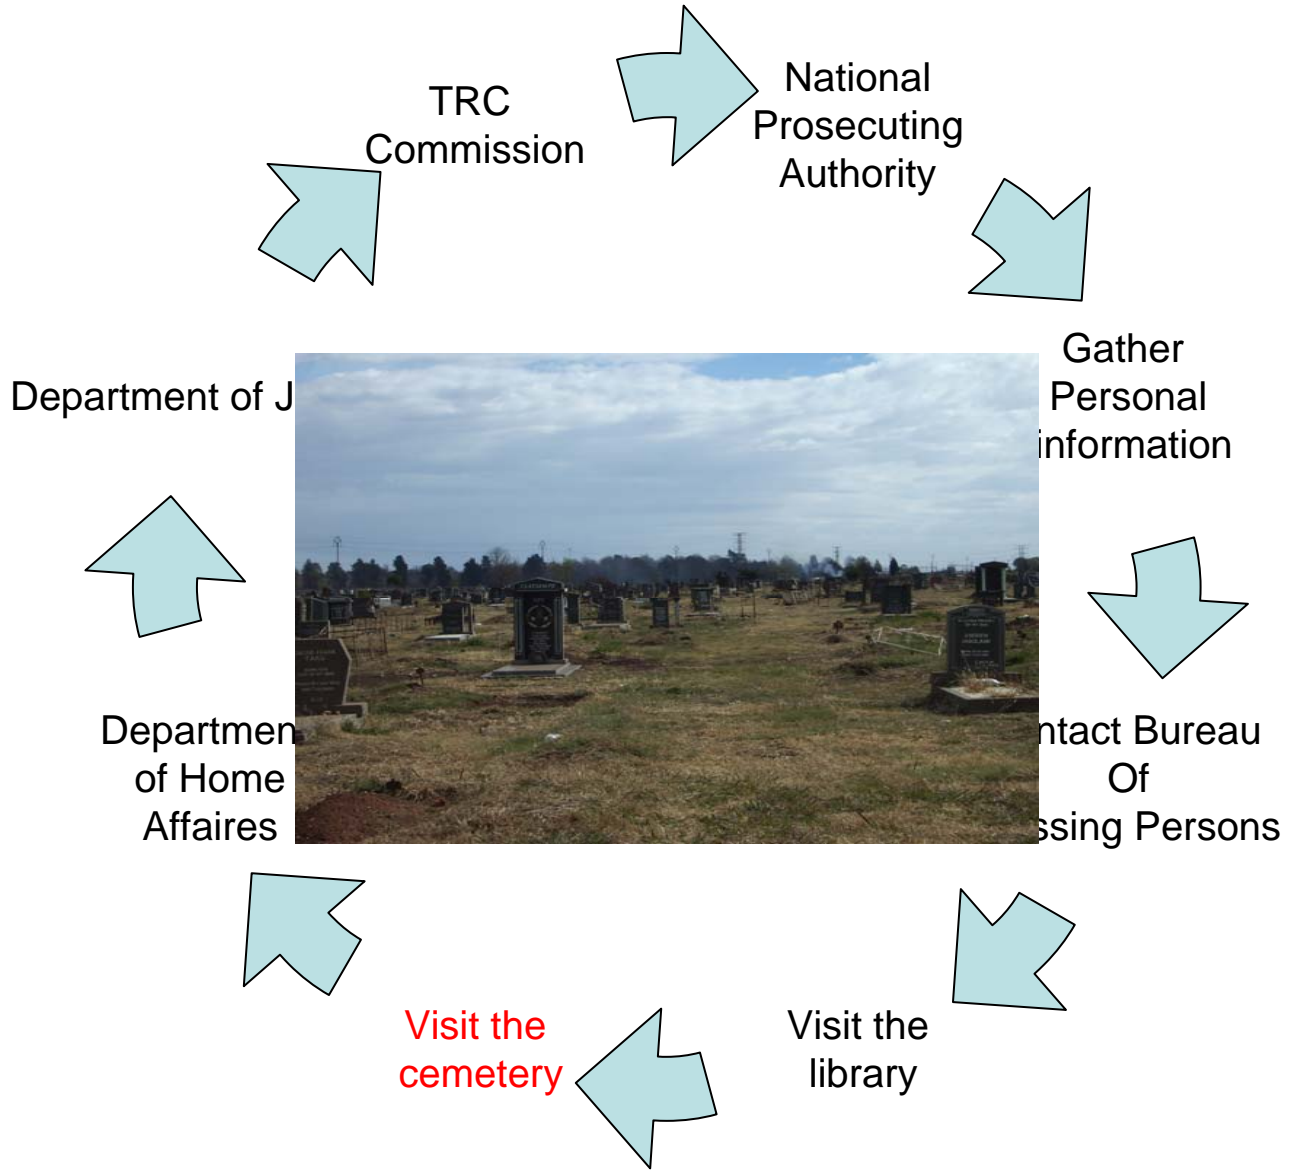 TRC
Commission
National
Prosecuting
Authority
Gather
Personal
information
Department of J
Departmen
of Home
Affaires
ntact Bureau
Of
ssing Persons
Visit the
cemetery
Visit the
library